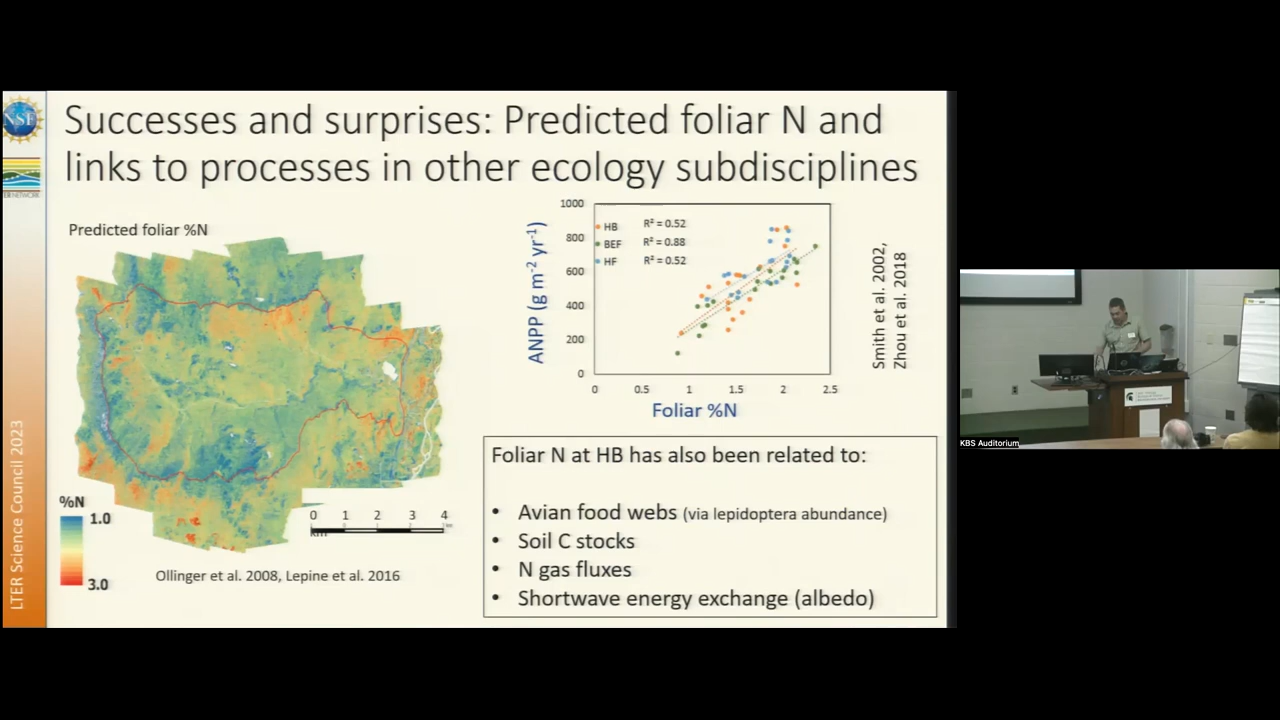 NSF
Successes and surprises: Predicted foliar N and
links to processes in other ecology subdisciplines
Predicted foliar %N
%N
1.0
3.0
0 1 2 3 4
km
Ollinger et al. 2008, Lepine et al. 2016
ANPP (g m⁻² yr⁻¹)
1000
800
600
400
200
0
HB R² = 0.52
BEF R² = 0.88
HF R² = 0.52
0 0.5 1 1.5 2 2.5
Foliar %N
Smith et al. 2002,
Zhou et al. 2018
Foliar N at HB has also been related to:
• Avian food webs (via lepidoptera abundance)
• Soil C stocks
• N gas fluxes
• Shortwave energy exchange (albedo)
LTER Science Council 2023
KBS Auditorium